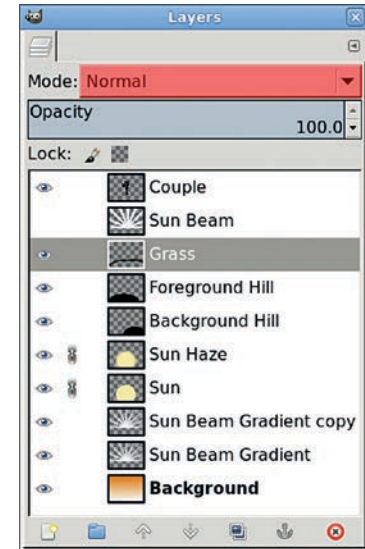 Layers
Mode: Normal
Opacity
100.0
Lock:
Couple
Sun Beam
Grass
Foreground Hill
Background Hill
Sun Haze
Sun
Sun Beam Gradient copy
Sun Beam Gradient
Background